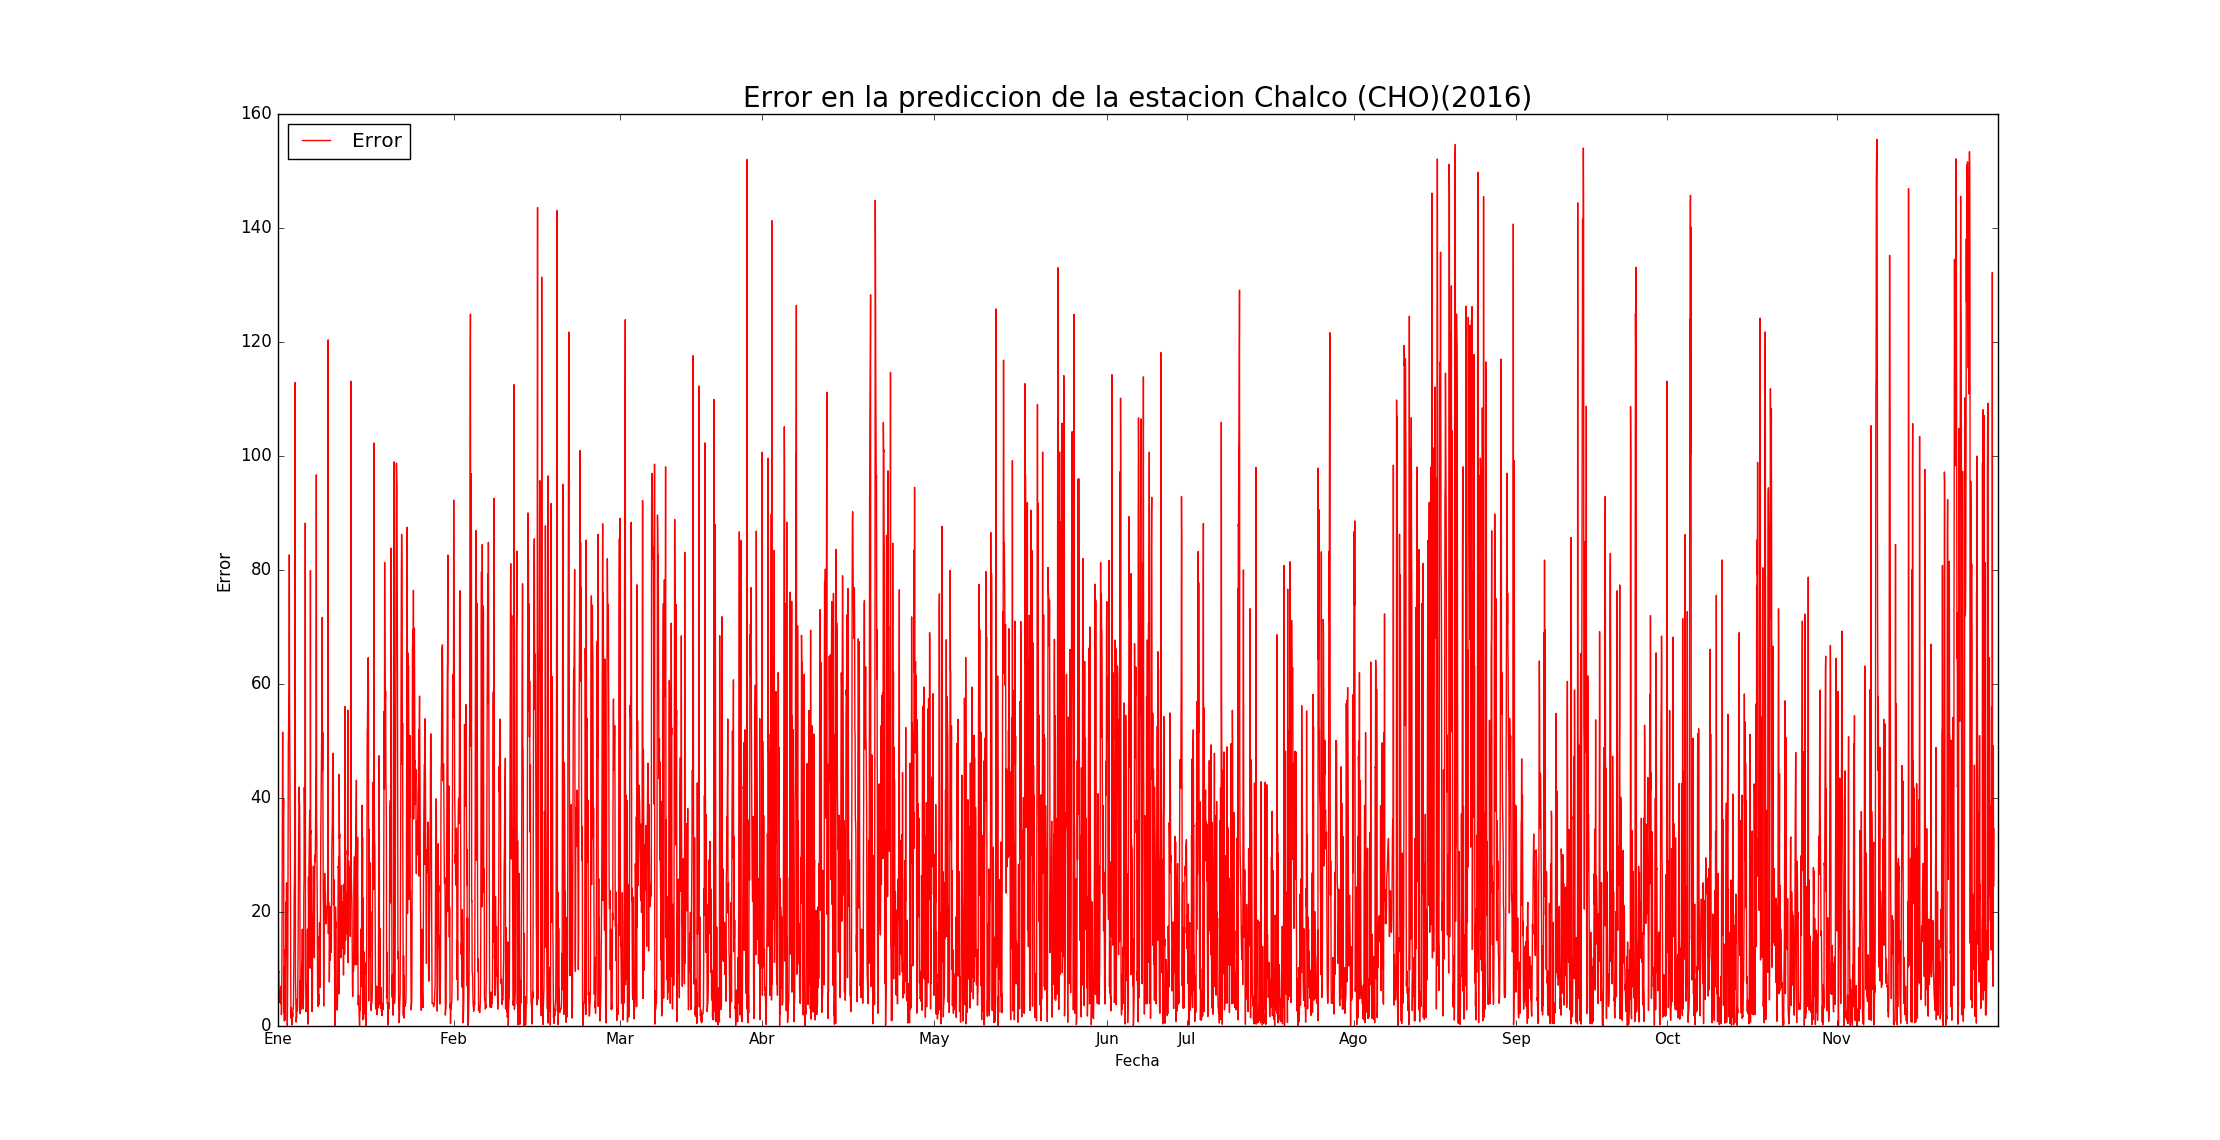 Error en la prediccion de la estacion Chalco (CHO)(2016)
Error
160
140
120
100
80
60
40
20
0
Error
Ene Feb Mar Abr May Jun Jul Ago Sep Oct Nov
Fecha